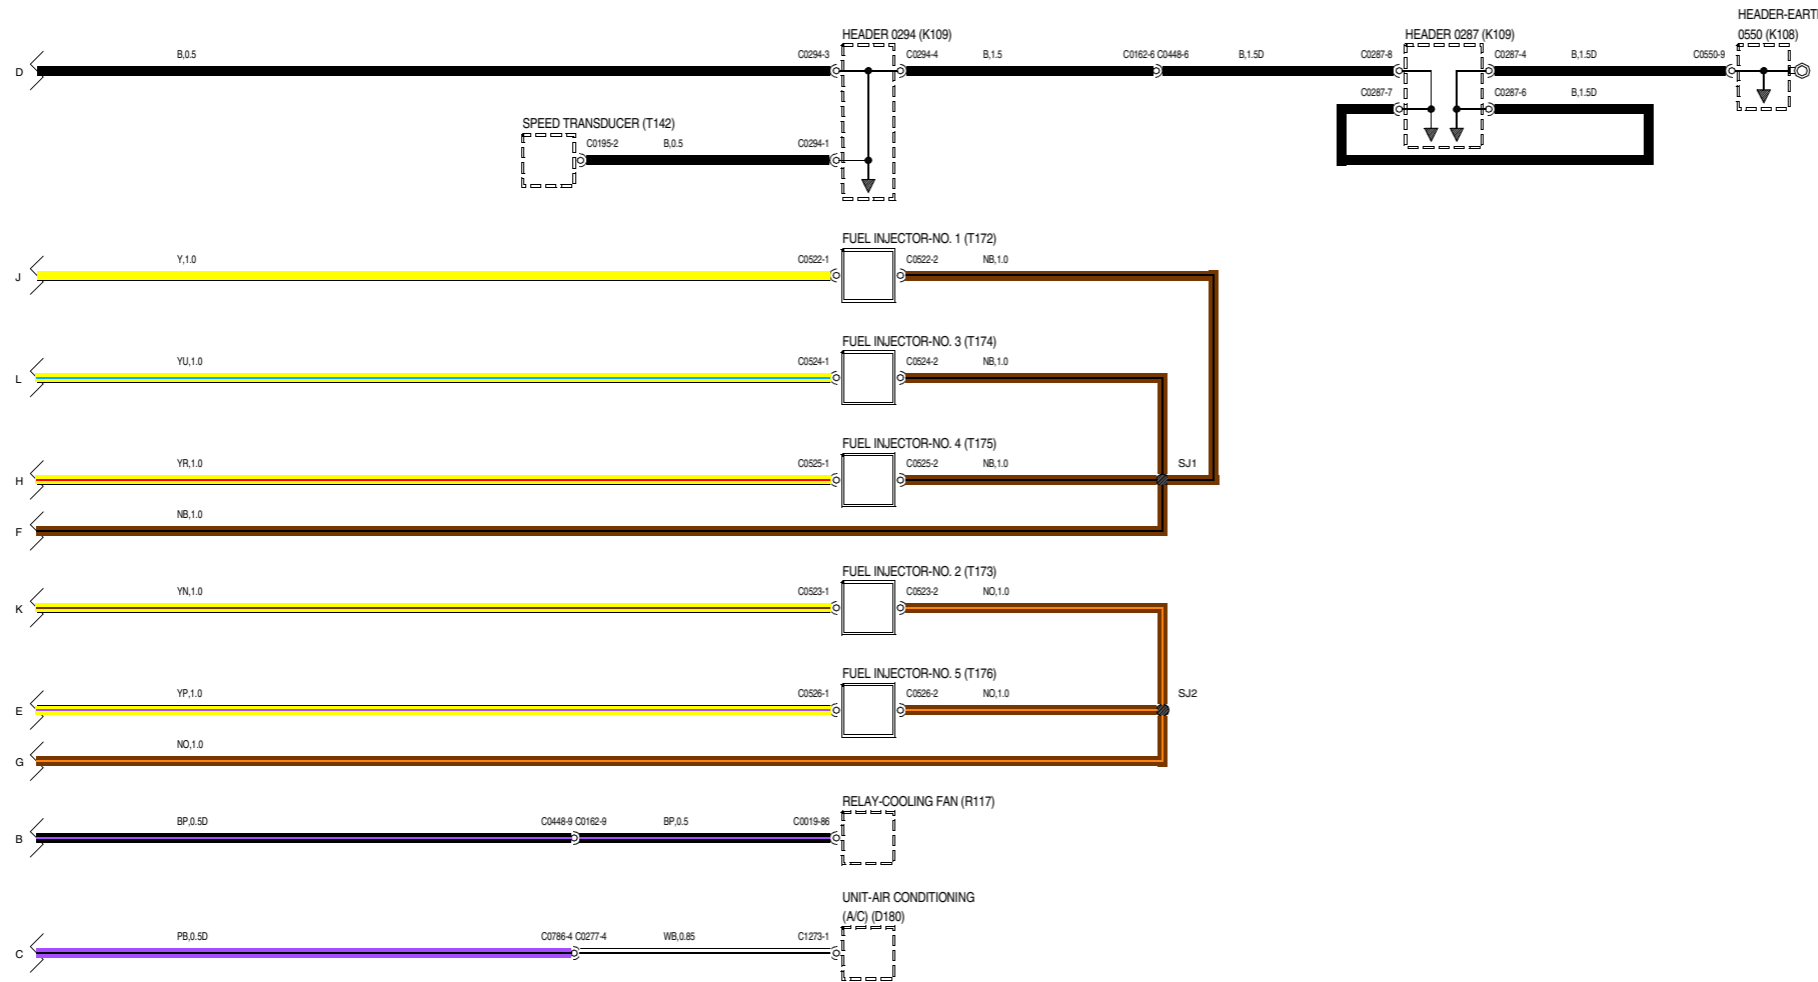 HEADER-EARTH
HEADER 0294 (K109)
HEADER 0287 (K109)
0550 (K108)
B,0.5
C0294-3
C0294-4
B,1.5
C0162-6 C0448-6
B,1.5D
C0287-8
C0287-4
B,1.5D
C0550-9
D
C0287-7
C0287-6
B,1.5D
SPEED TRANSDUCER (T142)
C0195-2
B,0.5
C0294-1
FUEL INJECTOR-NO. 1 (T172)
Y,1.0
C0522-1
C0522-2
NB,1.0
J
FUEL INJECTOR-NO. 3 (T174)
YU,1.0
C0524-1
C0524-2
NB,1.0
L
FUEL INJECTOR-NO. 4 (T175)
YR,1.0
C0525-1
C0525-2
NB,1.0
SJ1
H
NB,1.0
F
FUEL INJECTOR-NO. 2 (T173)
YN,1.0
C0523-1
C0523-2
NO,1.0
K
FUEL INJECTOR-NO. 5 (T176)
YP,1.0
C0526-1
C0526-2
NO,1.0
SJ2
E
NO,1.0
G
RELAY-COOLING FAN (R117)
BP,0.5D
C0448-9 C0162-9
BP,0.5
C0019-86
B
UNIT-AIR CONDITIONING
(A/C) (D180)
PB,0.5D
C0786-4 C0277-4
WB,0.85
C1273-1
C